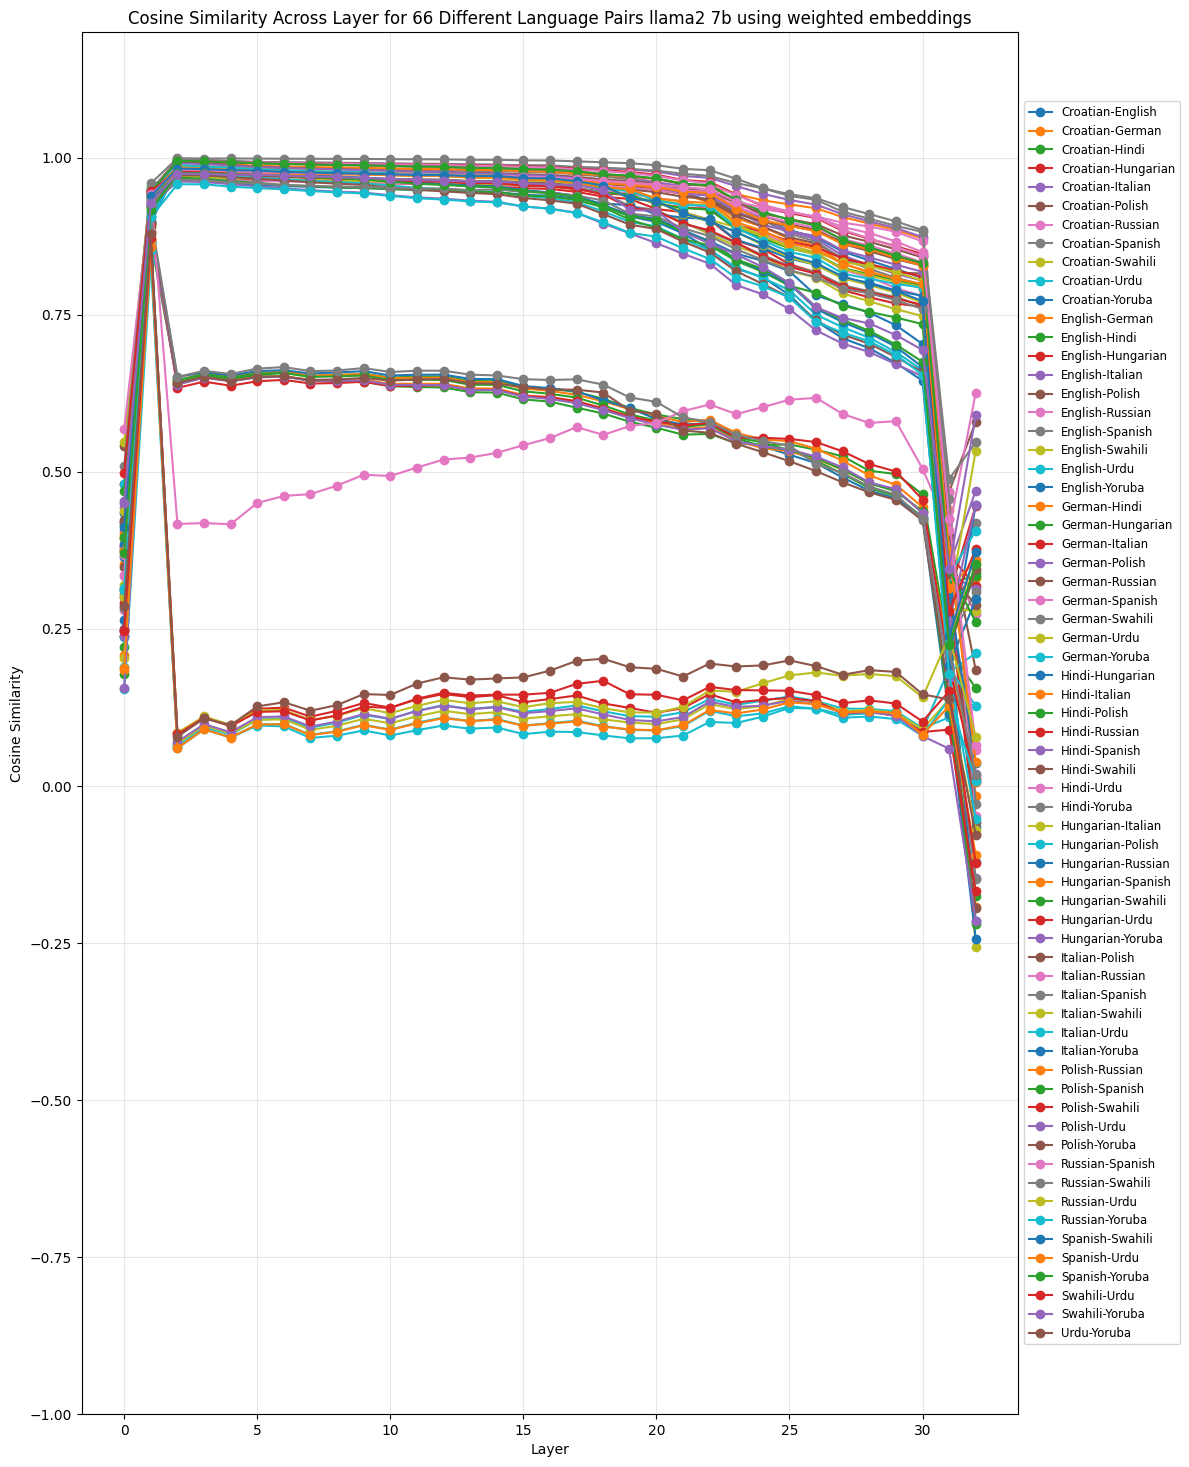 Cosine Similarity Across Layer for 66 Different Language Pairs llama2 7b using weighted embeddings
Cosine Similarity
1.00
0.75
0.50
0.25
0.00
−0.25
−0.50
−0.75
−1.00
0 5 10 15 20 25 30
Layer
Croatian-English
Croatian-German
Croatian-Hindi
Croatian-Hungarian
Croatian-Italian
Croatian-Polish
Croatian-Russian
Croatian-Spanish
Croatian-Swahili
Croatian-Urdu
Croatian-Yoruba
English-German
English-Hindi
English-Hungarian
English-Italian
English-Polish
English-Russian
English-Spanish
English-Swahili
English-Urdu
English-Yoruba
German-Hindi
German-Hungarian
German-Italian
German-Polish
German-Russian
German-Spanish
German-Swahili
German-Urdu
German-Yoruba
Hindi-Hungarian
Hindi-Italian
Hindi-Polish
Hindi-Russian
Hindi-Spanish
Hindi-Swahili
Hindi-Urdu
Hindi-Yoruba
Hungarian-Italian
Hungarian-Polish
Hungarian-Russian
Hungarian-Spanish
Hungarian-Swahili
Hungarian-Urdu
Hungarian-Yoruba
Italian-Polish
Italian-Russian
Italian-Spanish
Italian-Swahili
Italian-Urdu
Italian-Yoruba
Polish-Russian
Polish-Spanish
Polish-Swahili
Polish-Urdu
Polish-Yoruba
Russian-Spanish
Russian-Swahili
Russian-Urdu
Russian-Yoruba
Spanish-Swahili
Spanish-Urdu
Spanish-Yoruba
Swahili-Urdu
Swahili-Yoruba
Urdu-Yoruba